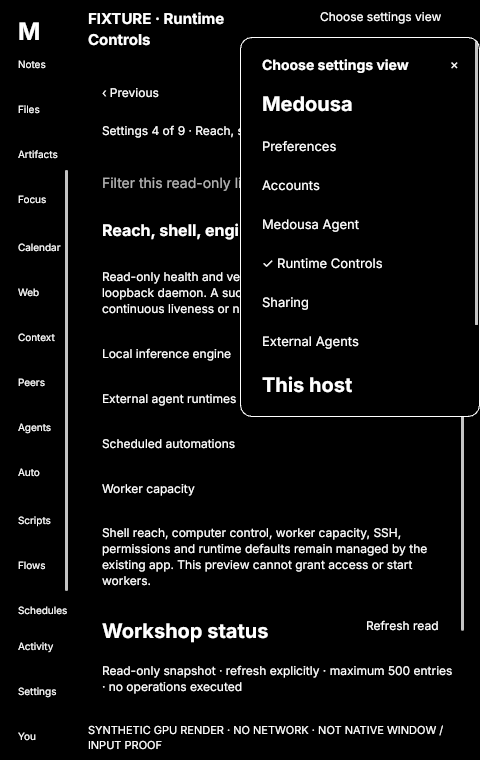 M
Notes
Files
Artifacts
Focus
Calendar
Web
Context
Peers
Agents
Auto
Scripts
Flows
Schedules
Activity
Settings
You
FIXTURE · Runtime
Controls
Choose settings view
‹ Previous
Settings 4 of 9 · Reach,
Filter this read-only
Reach, shell,
Read-only health and
loopback daemon. A
continuous liveness or
Local inference engine
External agent runtimes
Scheduled automations
Worker capacity
Shell reach, computer control, worker capacity, SSH,
permissions and runtime defaults remain managed by the
existing app. This preview cannot grant access or start
workers.
Workshop status
Refresh read
Read-only snapshot · refresh explicitly · maximum 500 entries
· no operations executed
SYNTHETIC GPU RENDER · NO NETWORK · NOT NATIVE WINDOW /
INPUT PROOF
Choose settings view
×
Medousa
Preferences
Accounts
Medousa Agent
✓ Runtime Controls
Sharing
External Agents
This host